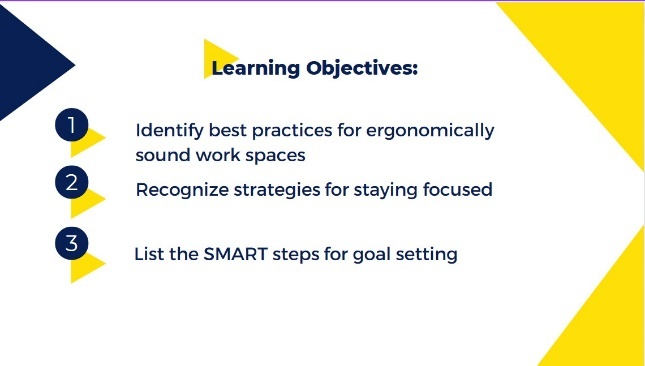 Learning Objectives:
1
Identify best practices for ergonomically
sound work spaces
2
Recognize strategies for staying focused
3
List the SMART steps for goal setting